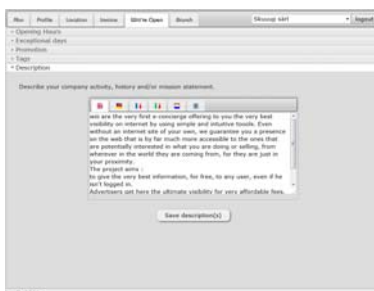 Profile Location Invoice We're Open Branch Skuuup sàrl logout
Opening Hours
Exceptional days
Promotion
Tags
Description
Describe your company activity, history and/or mission statement.
are the very first e-concierge offering to you the very best
visibility on internet by using simple and intuitive toools. Even
without an internet site of your own, we guarantee you a presence
on the web that is by far much more accessible to the ones that
are potentially interested in what you are doing or selling, from
wherever in the world they are coming from, for they are just in
your proximity.
The project aims :
to give the very best information, for free, to any user, even if he
isn't logged in.
Advertisers get here the ultimate visibility for very affordable fees.
Save description(s)